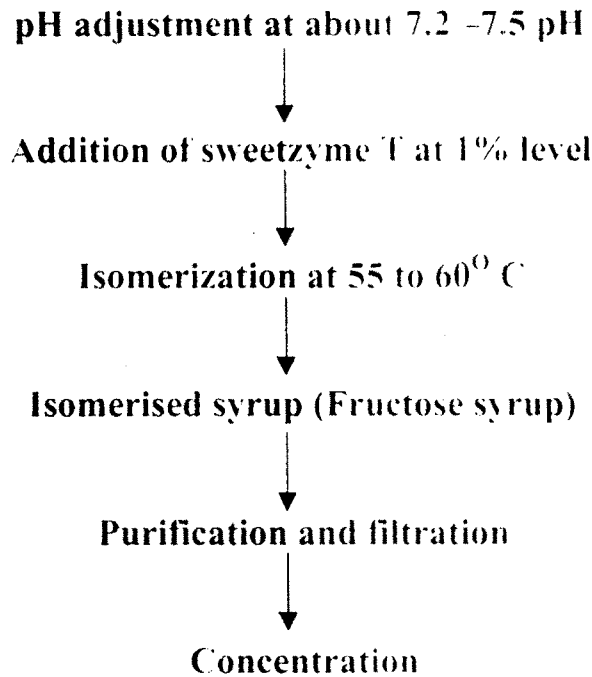 pH adjustment at about 7.2 –7.5 pH
Addition of sweetzyme T at 1% level
Isomerization at 55 to 60⁰ C
Isomerised syrup (Fructose syrup)
Purification and filtration
Concentration